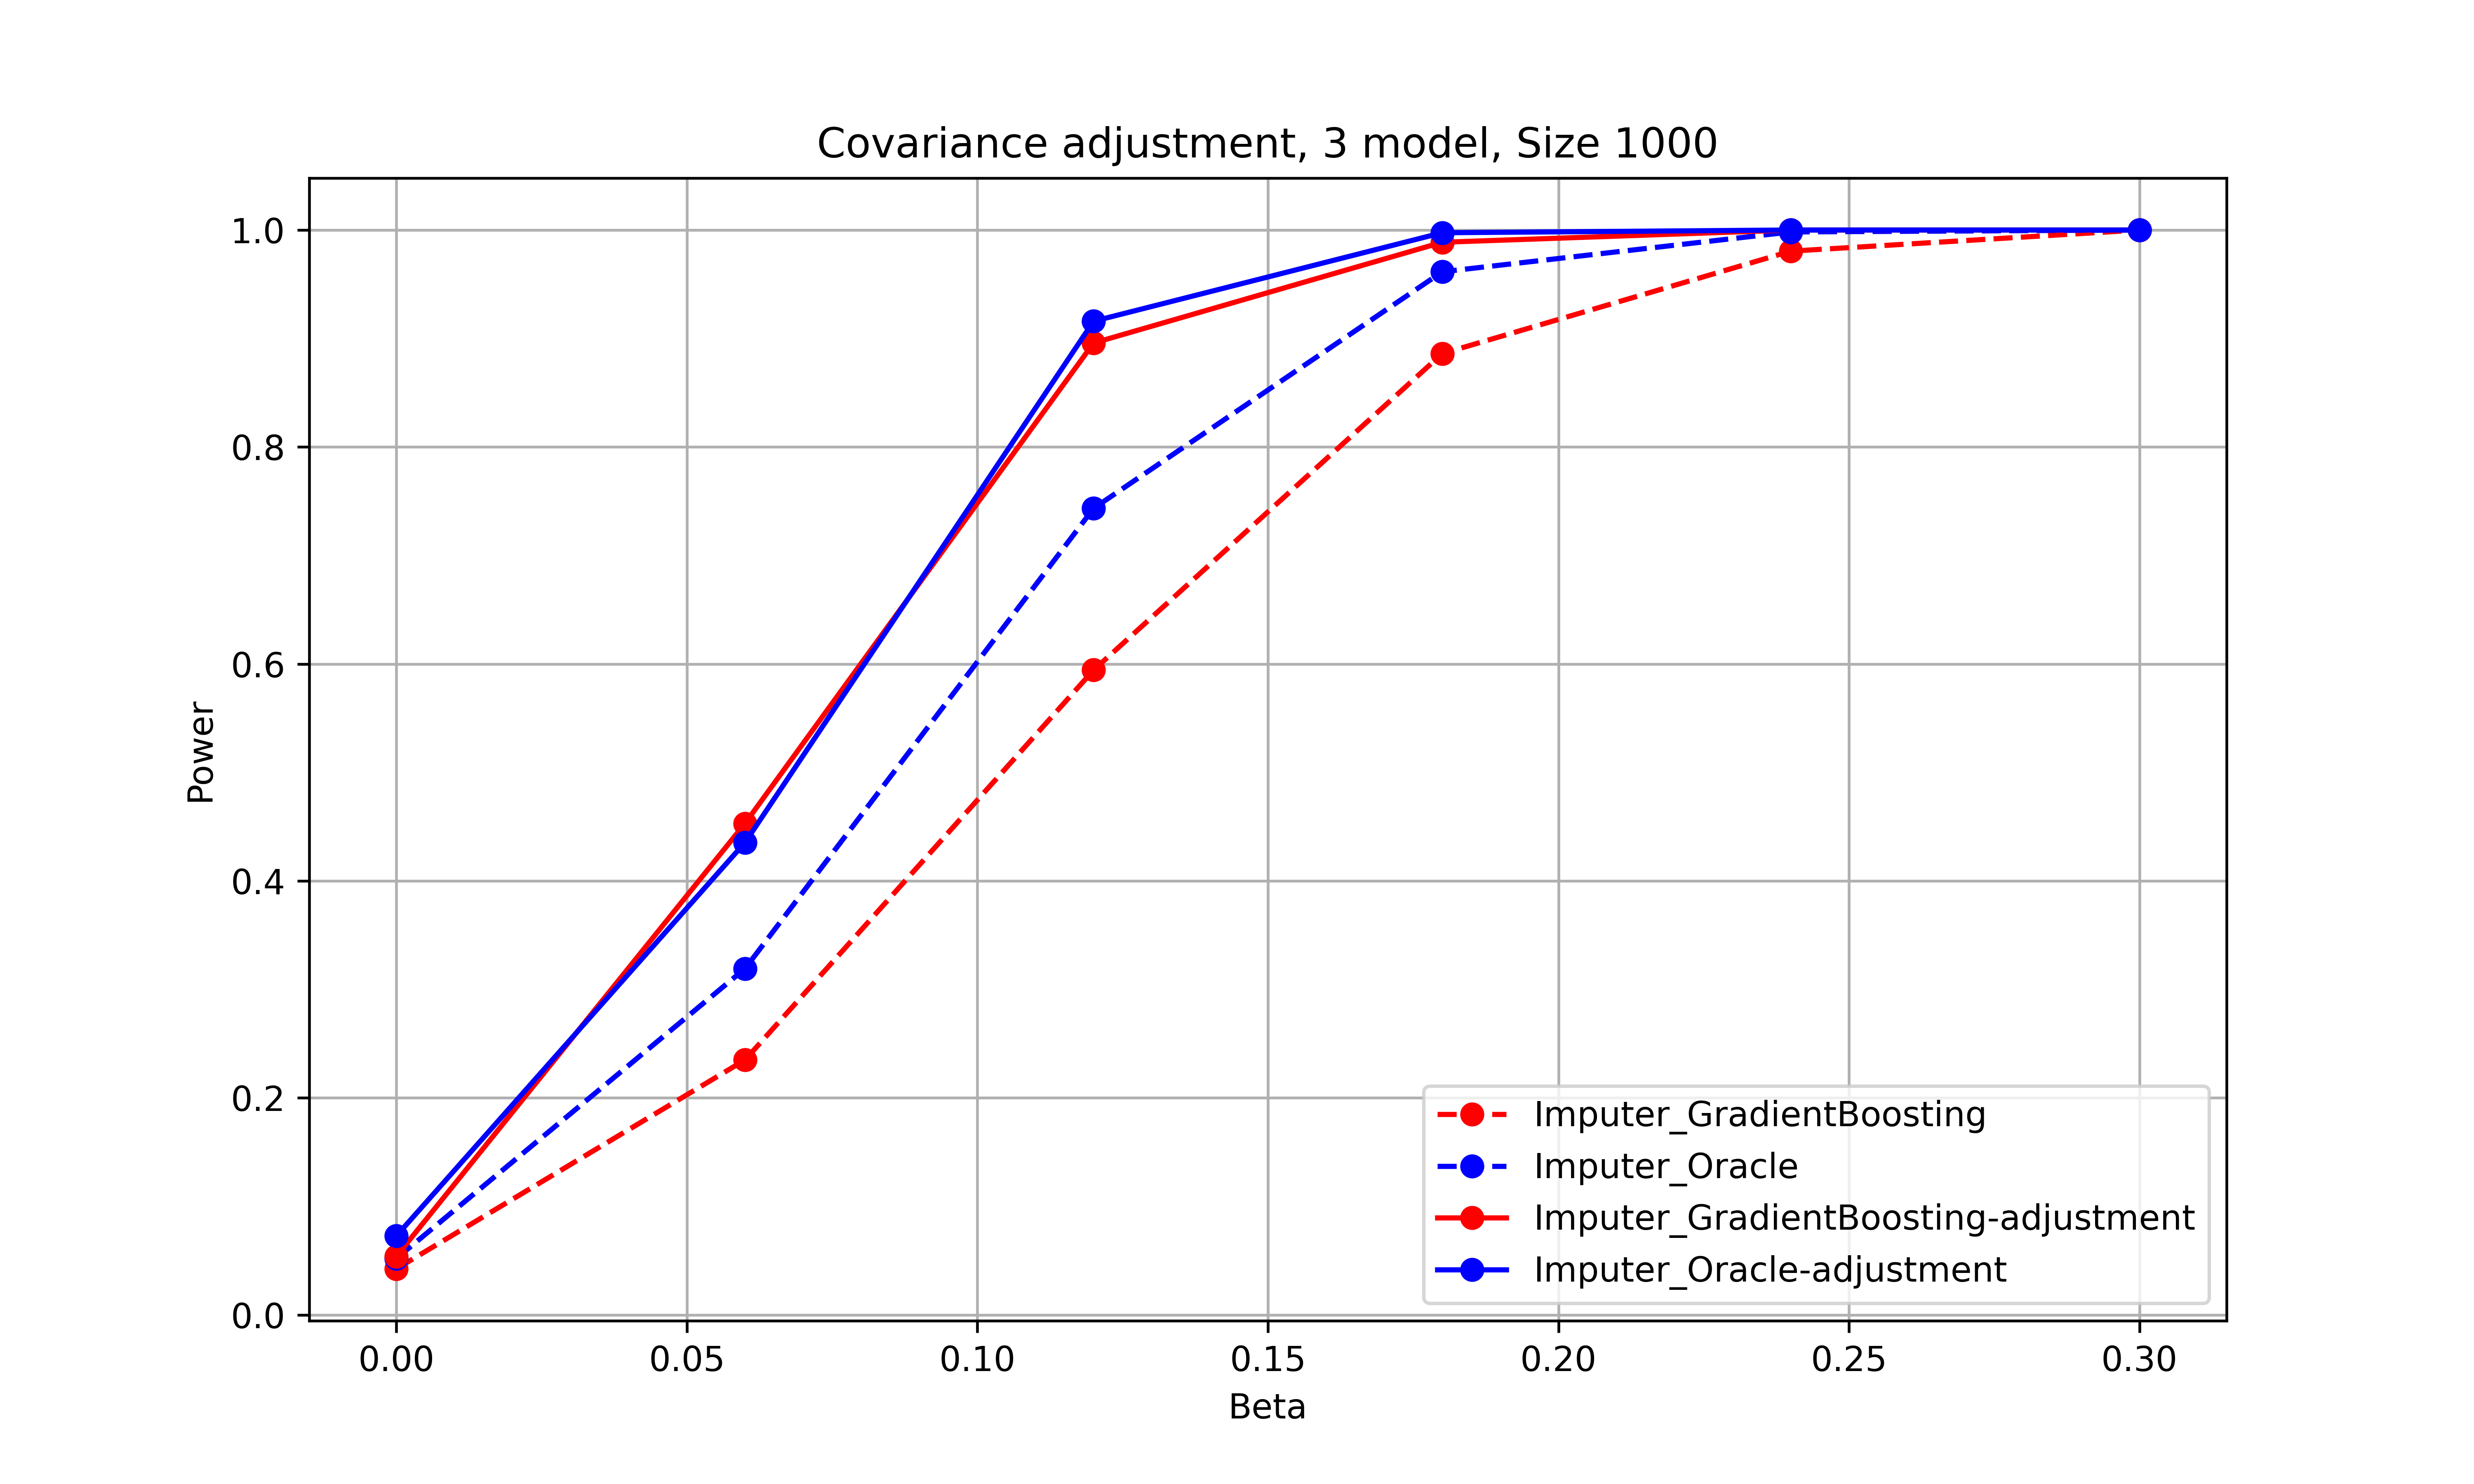 Covariance adjustment, 3 model, Size 1000
1.0
0.8
0.6
0.4
0.2
0.0
Power
0.00 0.05 0.10 0.15 0.20 0.25 0.30
Beta
Imputer_GradientBoosting
Imputer_Oracle
Imputer_GradientBoosting-adjustment
Imputer_Oracle-adjustment